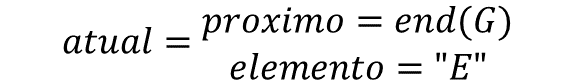 atual = proximo = end(G)
elemento = "E"